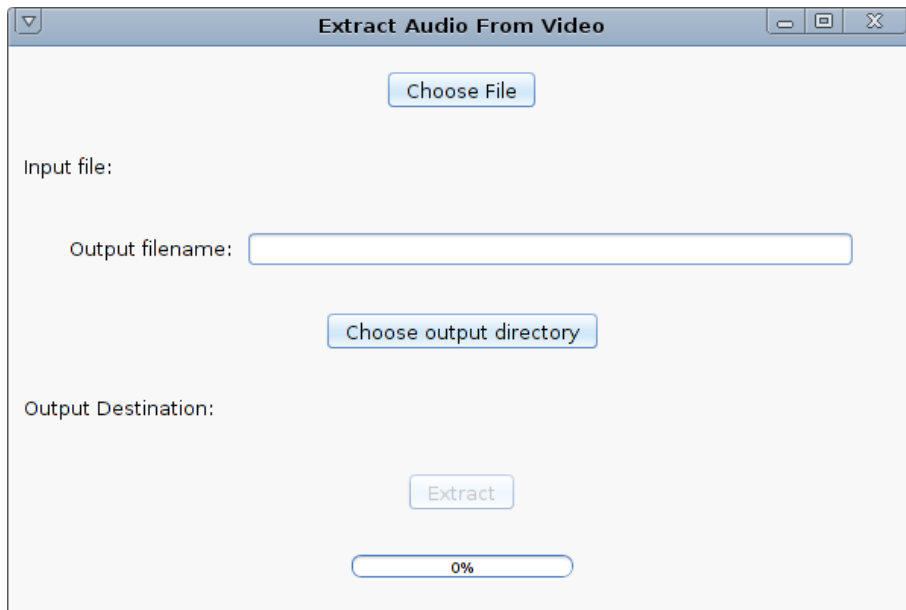 Extract Audio From Video
Choose File
Input file:
Output filename:
Choose output directory
Output Destination:
Extract
0%